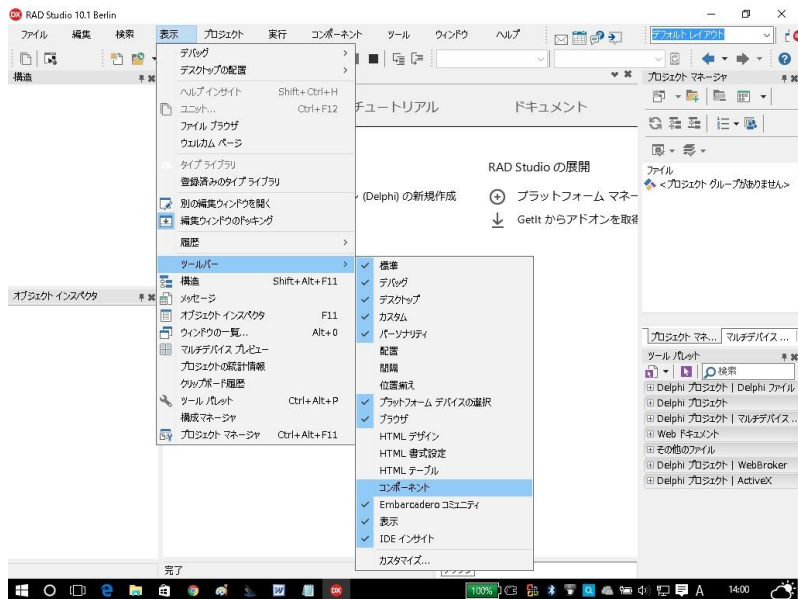 RAD Studio 10.1 Berlin
ファイル 編集 検索 表示 プロジェクト 実行 コンポーネント ツール ウィンドウ ヘルプ
デフォルト レイアウト
構造
デバッグ
デスクトップの配置
ヘルプ インサイト Shift+Ctrl+H
ユニット... Ctrl+F12
ファイル ブラウザ
ウェルカム ページ
タイプ ライブラリ
登録済みのタイプ ライブラリ
別の編集ウィンドウを開く
編集ウィンドウのドッキング
履歴
ツールバー
構造 Shift+Alt+F11
メッセージ
オブジェクト インスペクタ F11
ウィンドウの一覧... Alt+0
マルチデバイス プレビュー
プロジェクトの統計情報
クリップボード履歴
ツール パレット Ctrl+Alt+P
構成マネージャ
プロジェクト マネージャ Ctrl+Alt+F11
標準
デバッグ
デスクトップ
カスタム
パーソナリティ
配置
間隔
位置揃え
プラットフォーム デバイスの選択
ブラウザ
HTML デザイン
HTML 書式設定
HTML テーブル
コンポーネント
Embarcadero コミュニティ
表示
IDE インサイト
カスタマイズ...
チュートリアル ドキュメント
RAD Studio の展開
(Delphi) の新規作成 プラットフォーム マネー
GetIt からアドオンを取得
オブジェクト インスペクタ
プロジェクト マネージャ
ファイル
<プロジェクト グループがありません>
プロジェクト マネ... マルチデバイス ...
ツール パレット
検索
Delphi プロジェクト | Delphi ファイル
Delphi プロジェクト
Delphi プロジェクト | マルチデバイス ...
Web ドキュメント
その他のファイル
Delphi プロジェクト | WebBroker
Delphi プロジェクト | ActiveX
完了
100% A 14:00